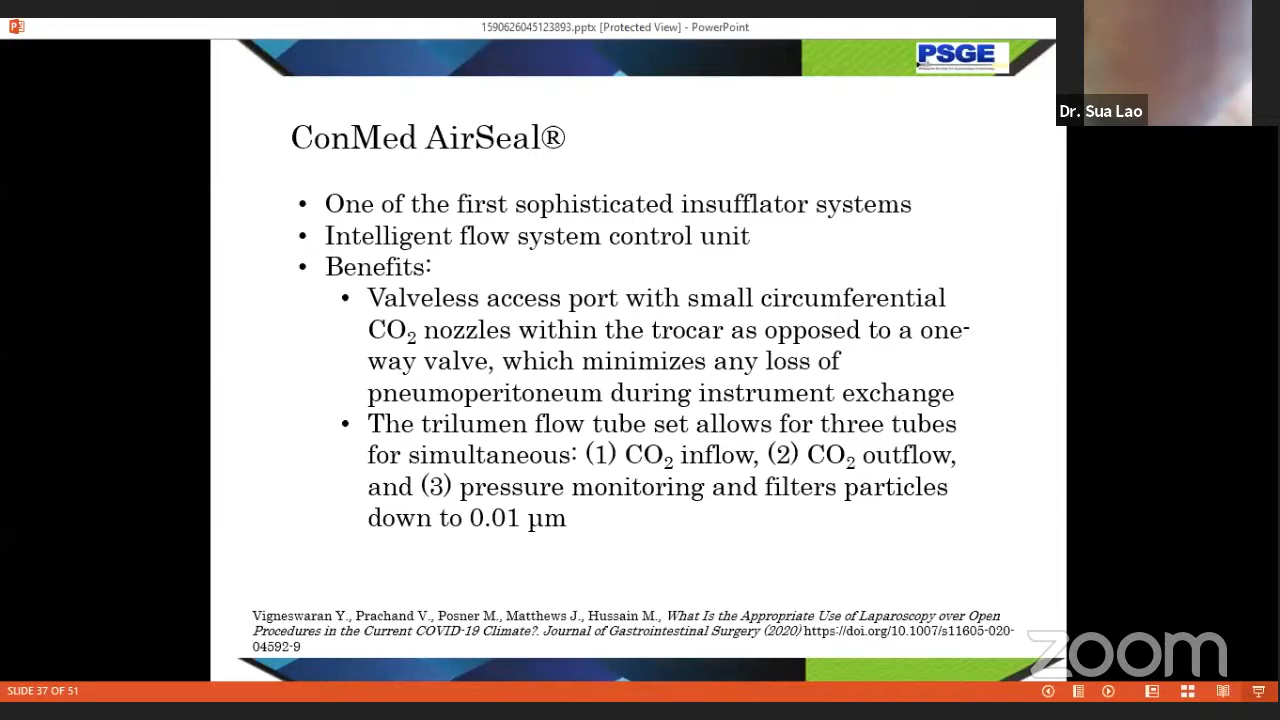 1590626045123893.pptx [Protected View] - PowerPoint
PSGE
Dr. Sua Lao
ConMed AirSeal®
• One of the first sophisticated insufflator systems
• Intelligent flow system control unit
• Benefits:
• Valveless access port with small circumferential
CO₂ nozzles within the trocar as opposed to a one-
way valve, which minimizes any loss of
pneumoperitoneum during instrument exchange
• The trilumen flow tube set allows for three tubes
for simultaneous: (1) CO₂ inflow, (2) CO₂ outflow,
and (3) pressure monitoring and filters particles
down to 0.01 µm
Vigneswaran Y., Prachand V., Posner M., Matthews J., Hussain M., What Is the Appropriate Use of Laparoscopy over Open
Procedures in the Current COVID-19 Climate?. Journal of Gastrointestinal Surgery (2020) https://doi.org/10.1007/s11605-020-
04592-9
zoom
SLIDE 37 OF 51